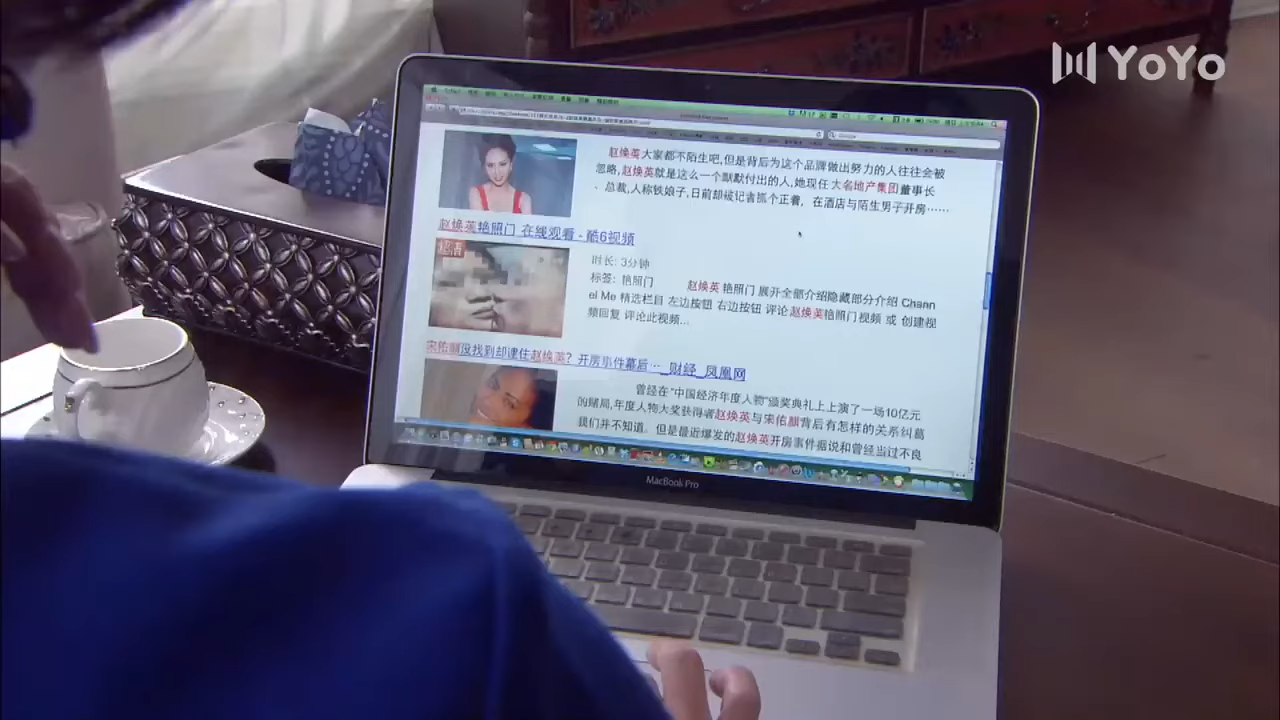 YoYo
赵焕英大家都不陌生吧,但是背后为这个品牌做出努力的人往往会被
忽略,赵焕英就是这么一个默默付出的人,她现任大名地产集团董事长
、总裁,人称铁娘子,日前却被记者抓个正着，在酒店与陌生男子开房……
赵焕英艳照门 在线观看 - 酷6视频
超清
时长: 3分钟
标签: 艳照门 赵焕英 艳照门 展开全部介绍隐藏部分介绍 Chann
el Me 精选栏目 左边按钮 右边按钮 评论赵焕英艳照门视频 或 创建视
频回复 评论此视频...
没找到却逮住赵焕英? 开房事件幕后…_财经_凤凰网
曾经在"中国经济年度人物"颁奖典礼上上演了一场10亿元
的赌局,年度人物大奖获得者赵焕英与宋佑背后有怎样的关系纠葛
我们并不知道。但是最近爆发的赵焕英开房事件据说和曾经当过不良
MacBook Pro